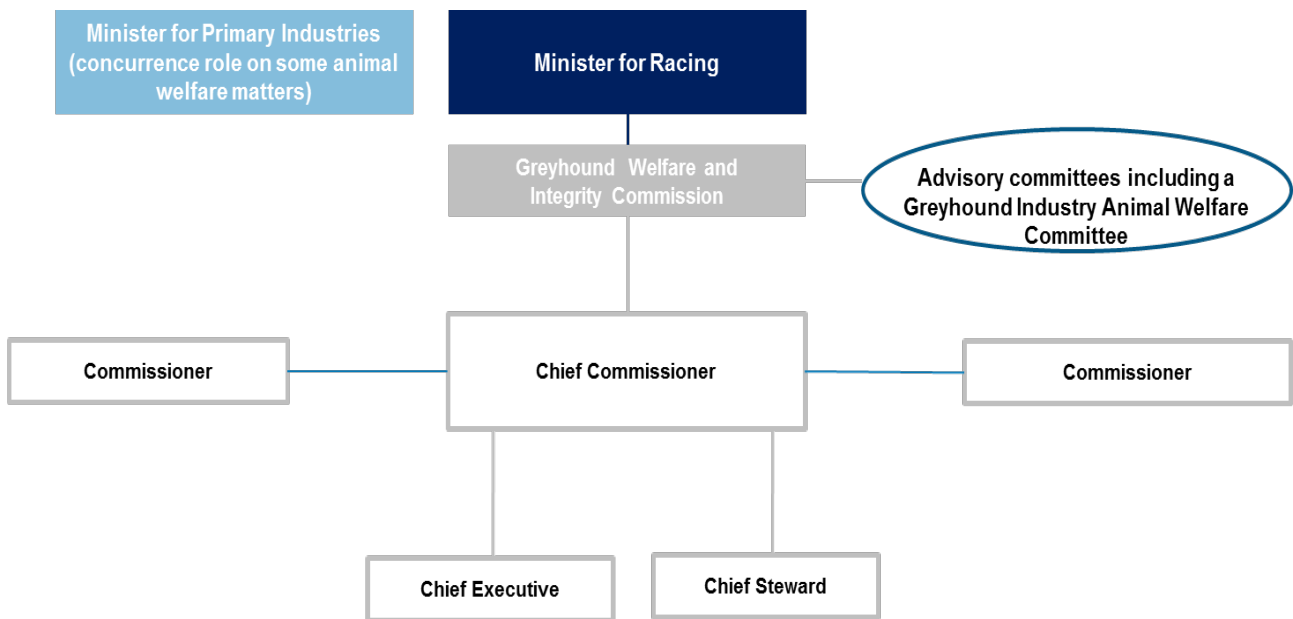 Minister for Primary Industries
(concurrence role on some animal
welfare matters)
Minister for Racing
Greyhound Welfare and
Integrity Commission
Advisory committees including a
Greyhound Industry Animal Welfare
Committee
Commissioner
Chief Commissioner
Commissioner
Chief Executive
Chief Steward